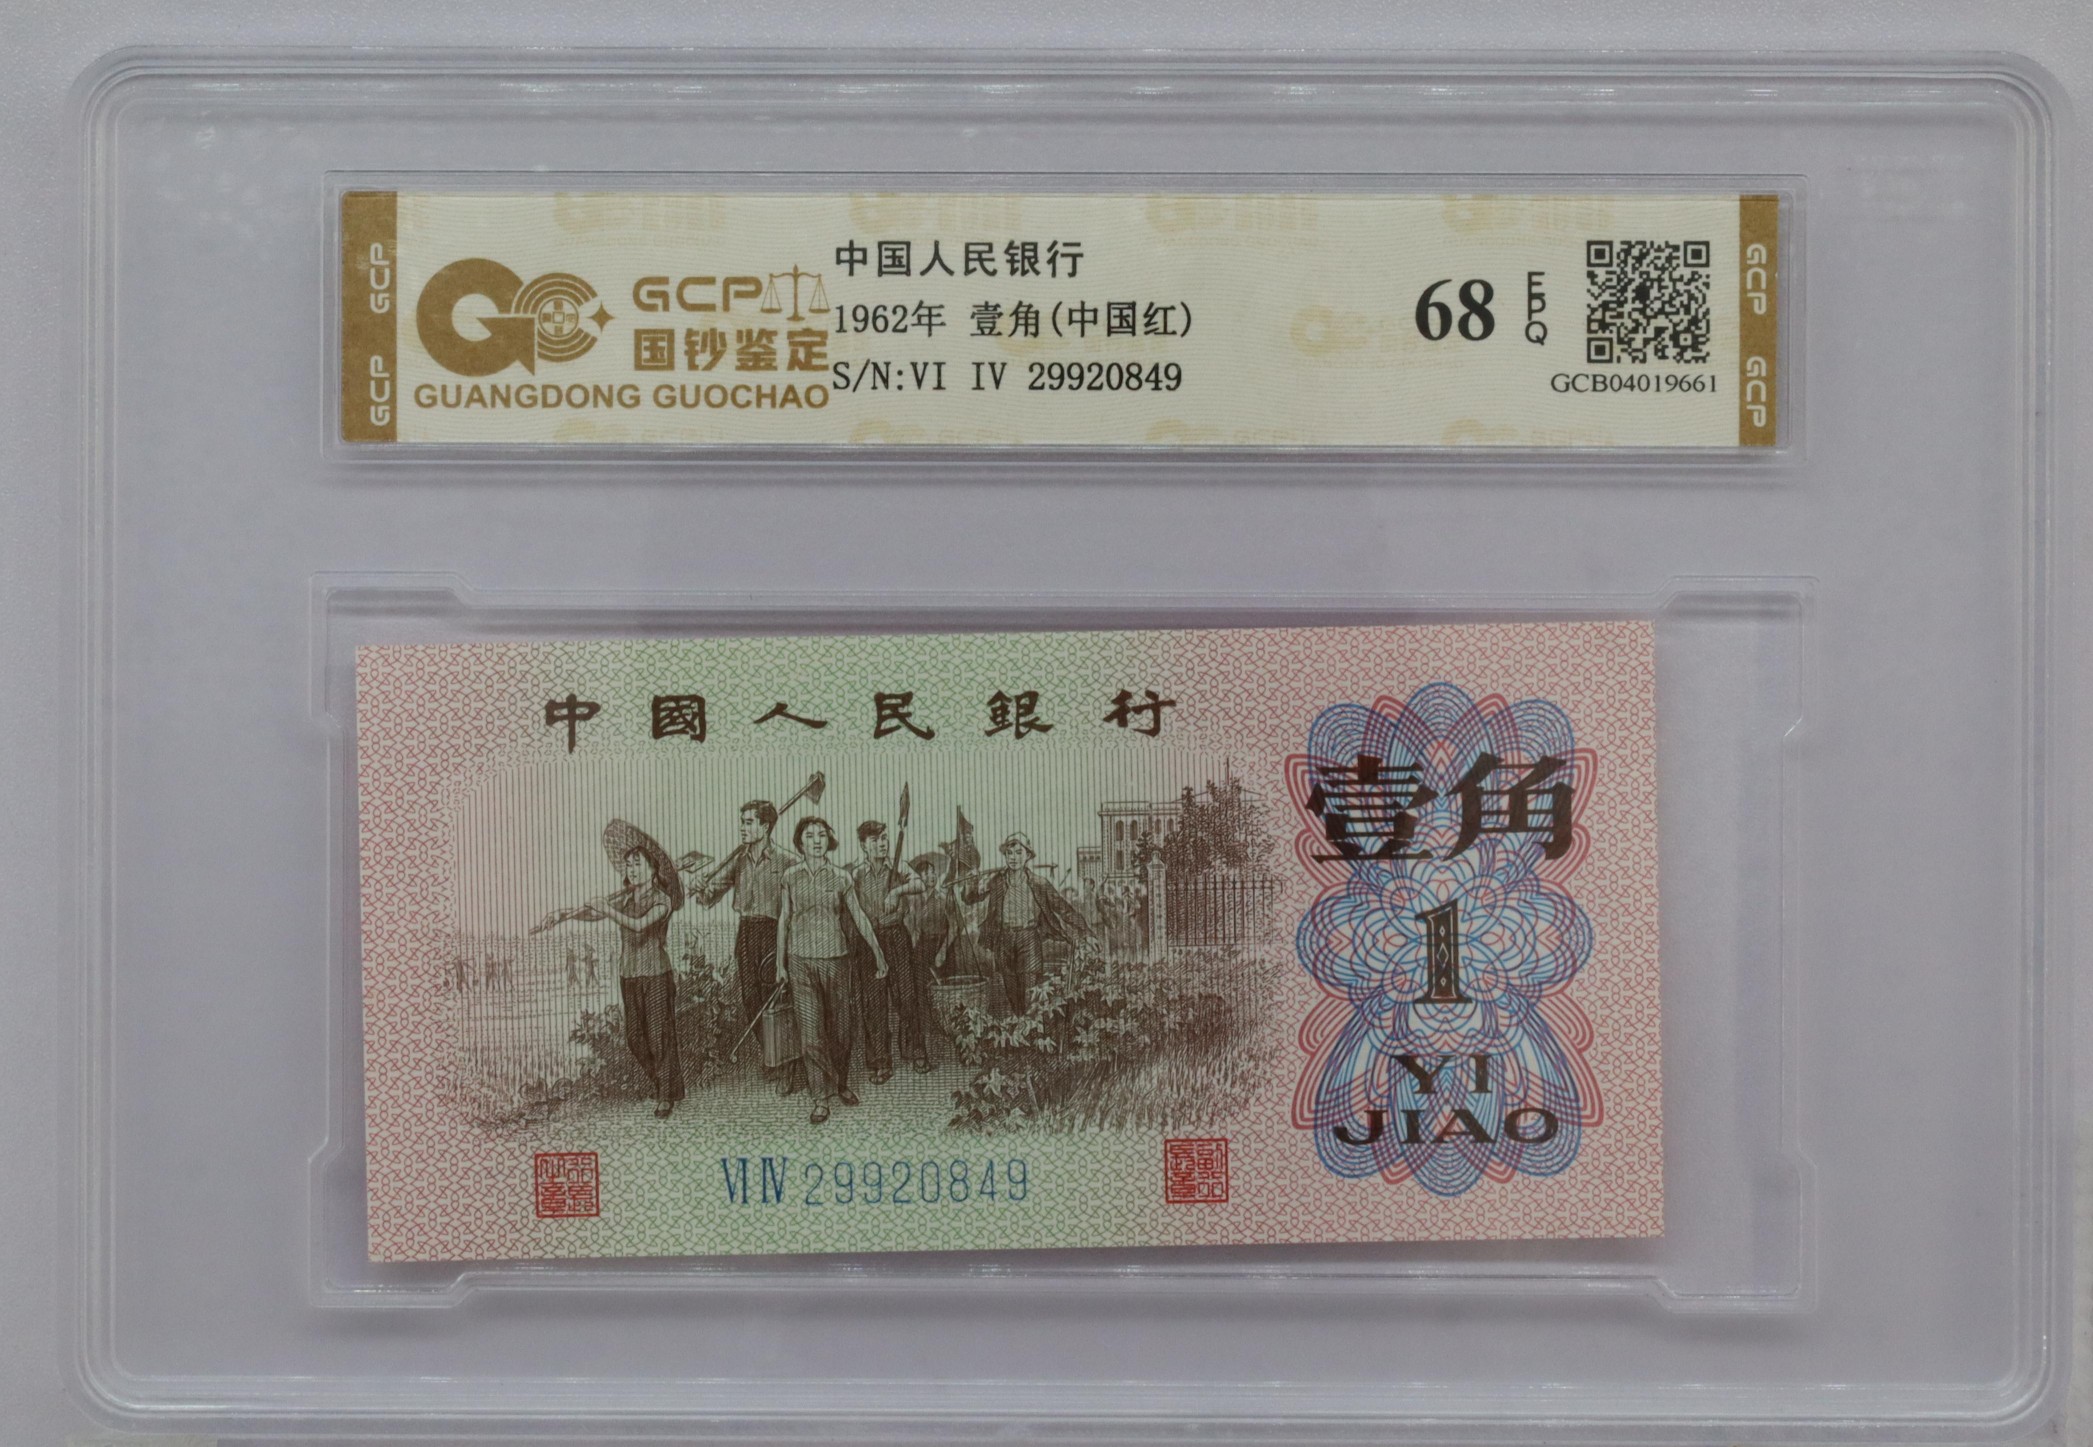 GCP
GCP
GCP
国钞鉴定
GUANGDONG GUOCHAO
中国人民银行
1962年 壹角(中国红)
S/N:VI IV 29920849
68
EPQ
GCB04019661
GCP
GCP
中國人民銀行
壹角
1
YI
JIAO
VI IV 29920849